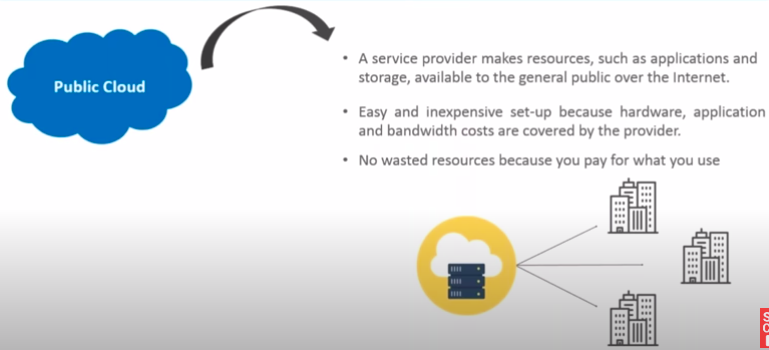 Public Cloud
• A service provider makes resources, such as applications and
storage, available to the general public over the Internet.
• Easy and inexpensive set-up because hardware, application
and bandwidth costs are covered by the provider.
• No wasted resources because you pay for what you use